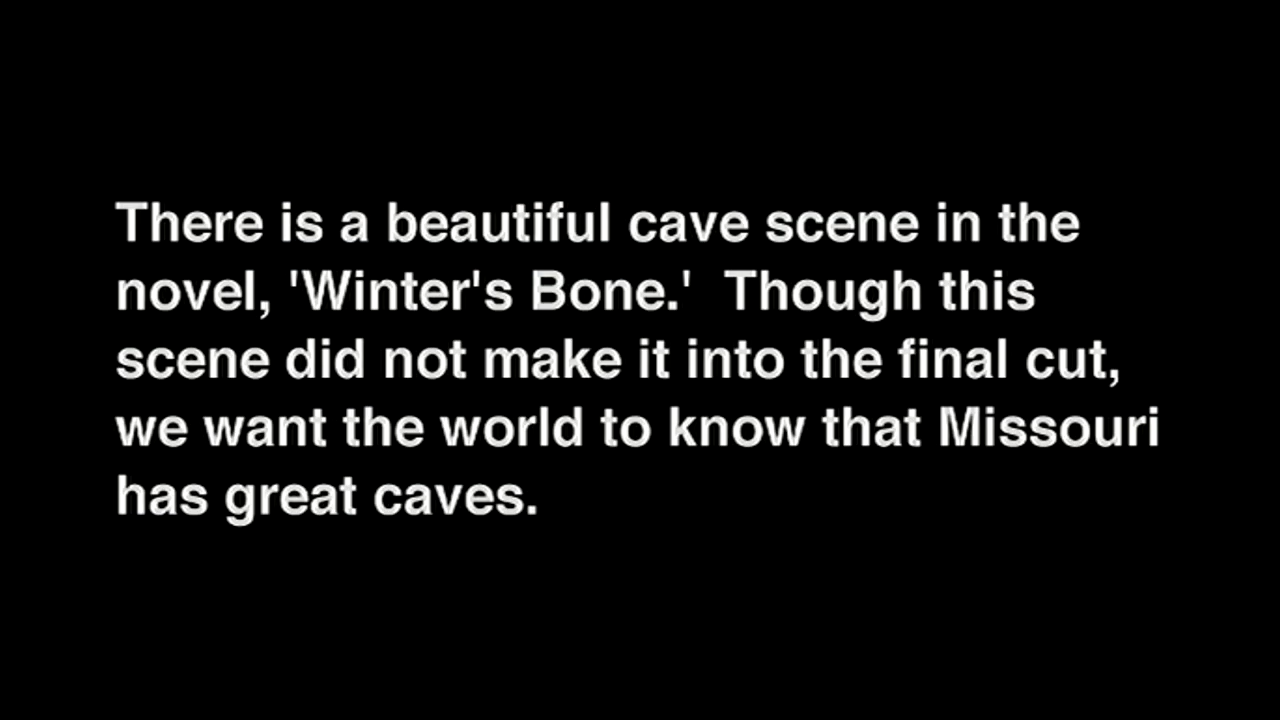 There is a beautiful cave scene in the
novel, 'Winter's Bone.'  Though this
scene did not make it into the final cut,
we want the world to know that Missouri
has great caves.